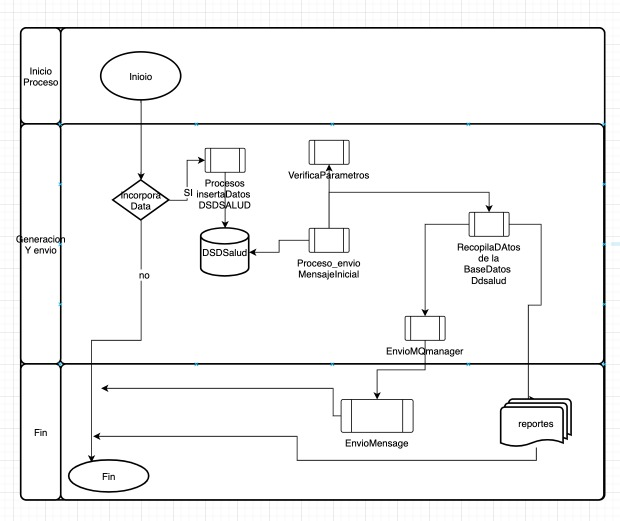 Inicio
Proceso
Inioio
VerificaParametros
SI
Procesos
insertaDatos
DSDSALUD
Incorpora
Data
Generacion
Y envio
DSDSalud
Proceso_envio
MensajeInicial
RecopilaDAtos
de la
BaseDatos
Ddsalud
no
EnvioMQmanager
Fin
EnvioMensage
reportes
Fin